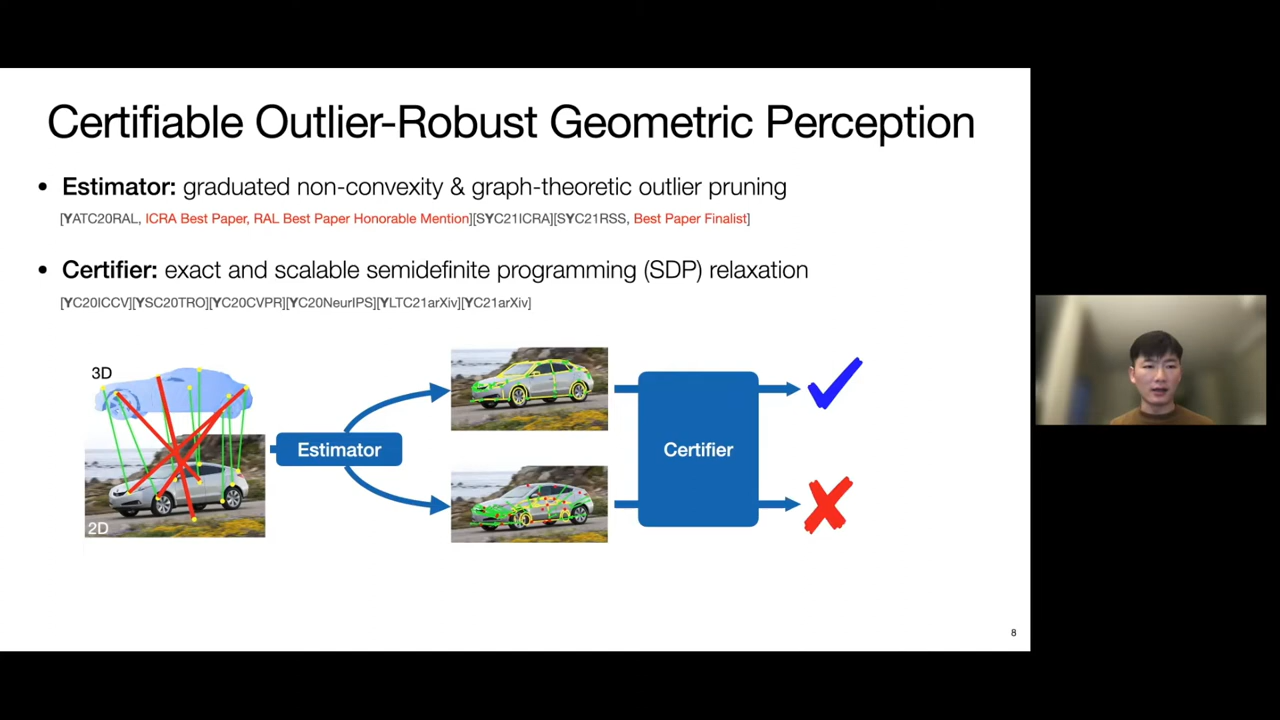 Certifiable Outlier-Robust Geometric Perception
• Estimator: graduated non-convexity & graph-theoretic outlier pruning
[YATC20RAL, ICRA Best Paper, RAL Best Paper Honorable Mention][SYC21ICRA][SYC21RSS, Best Paper Finalist]
• Certifier: exact and scalable semidefinite programming (SDP) relaxation
[YC20ICCV][YSC20TRO][YC20CVPR][YC20NeurIPS][YLTC21arXiv][YC21arXiv]
3D
Estimator
Certifier
2D
8